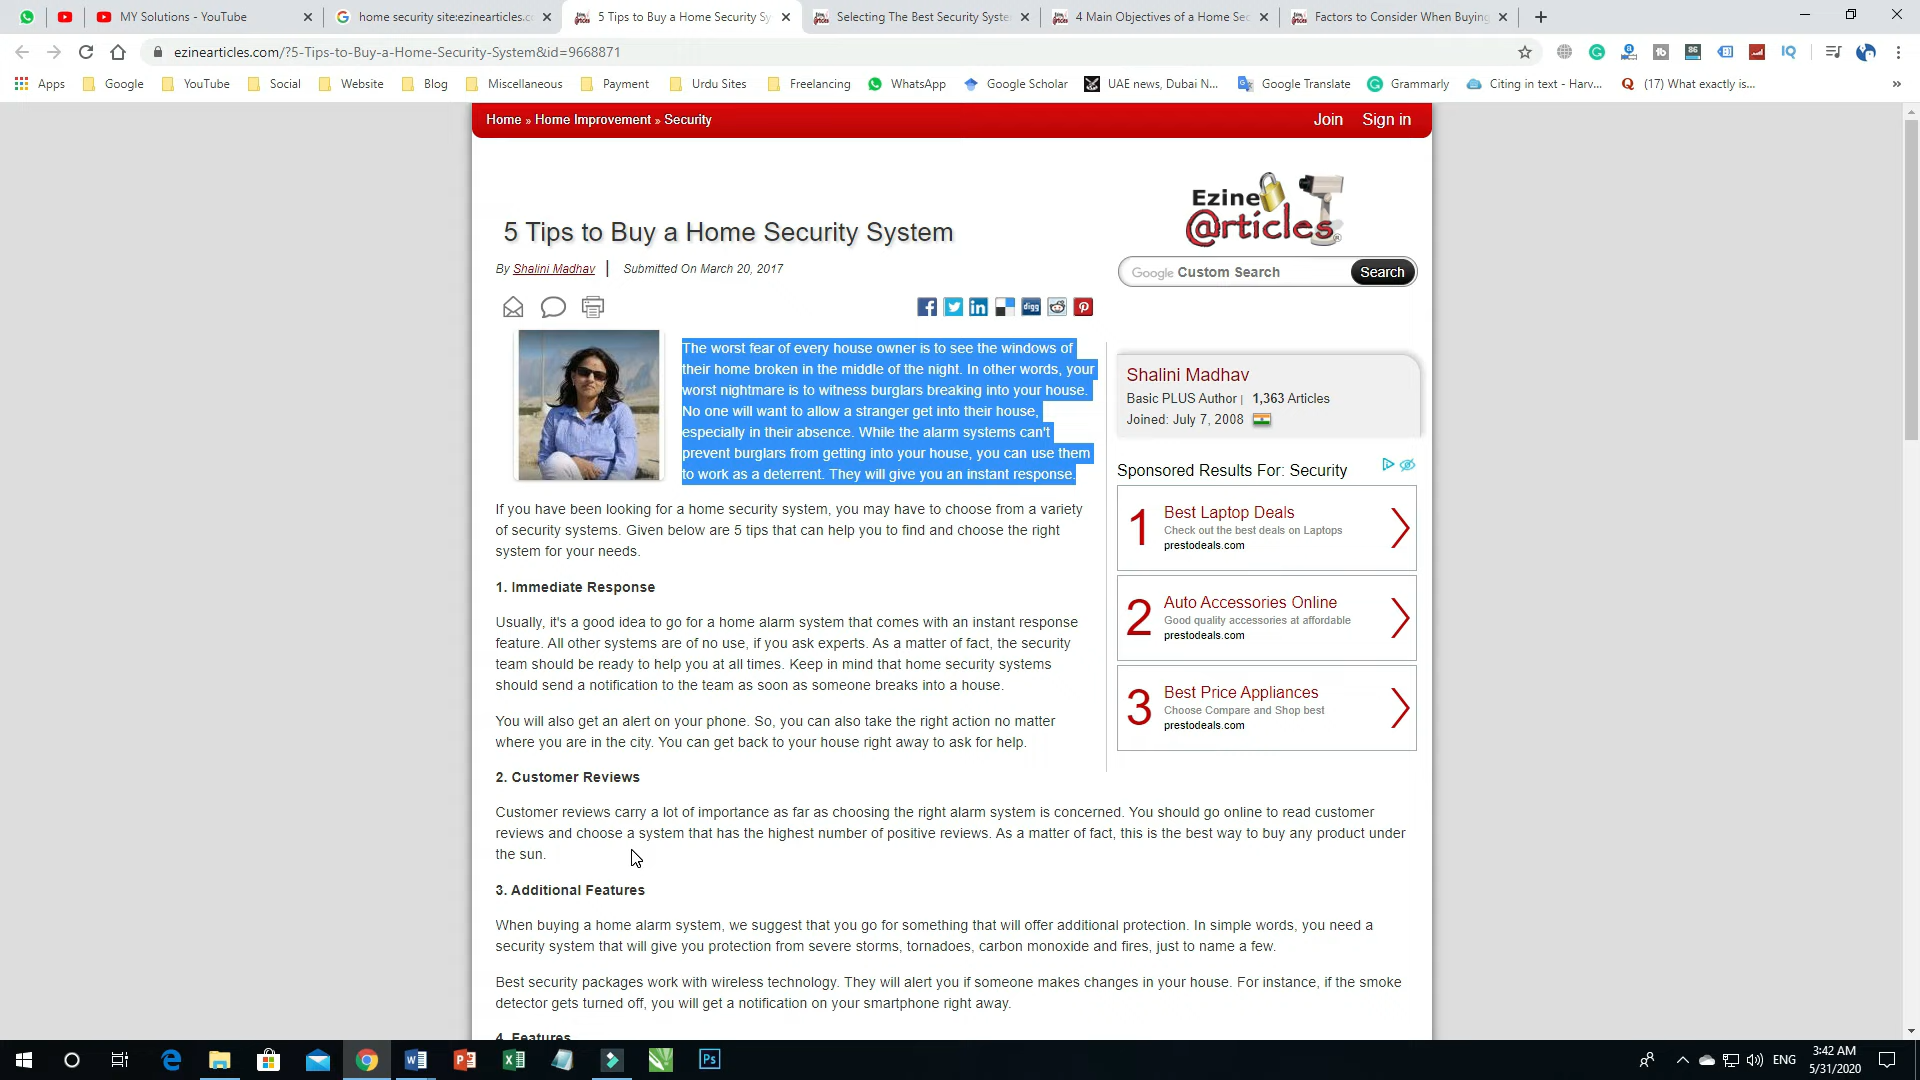 MY Solutions - YouTube
home security site:ezinearticles.co
5 Tips to Buy a Home Security Sy
Selecting The Best Security Syste
4 Main Objectives of a Home Sec
Factors to Consider When Buying
ezinearticles.com/?5-Tips-to-Buy-a-Home-Security-System&id=9668871
Apps
Google
YouTube
Social
Website
Blog
Miscellaneous
Payment
Urdu Sites
Freelancing
WhatsApp
Google Scholar
UAE news, Dubai N...
Google Translate
Grammarly
Citing in text - Harv...
(17) What exactly is...
Home » Home Improvement » Security
Join
Sign in
Ezine
@rticles
5 Tips to Buy a Home Security System
By Shalini Madhav | Submitted On March 20, 2017
Google Custom Search
Search
The worst fear of every house owner is to see the windows of
their home broken in the middle of the night. In other words, your
worst nightmare is to witness burglars breaking into your house.
No one will want to allow a stranger get into their house,
especially in their absence. While the alarm systems can't
prevent burglars from getting into your house, you can use them
to work as a deterrent. They will give you an instant response.
If you have been looking for a home security system, you may have to choose from a variety
of security systems. Given below are 5 tips that can help you to find and choose the right
system for your needs.
1. Immediate Response
Usually, it's a good idea to go for a home alarm system that comes with an instant response
feature. All other systems are of no use, if you ask experts. As a matter of fact, the security
team should be ready to help you at all times. Keep in mind that home security systems
should send a notification to the team as soon as someone breaks into a house.
You will also get an alert on your phone. So, you can also take the right action no matter
where you are in the city. You can get back to your house right away to ask for help.
2. Customer Reviews
Customer reviews carry a lot of importance as far as choosing the right alarm system is concerned. You should go online to read customer
reviews and choose a system that has the highest number of positive reviews. As a matter of fact, this is the best way to buy any product under
the sun.
3. Additional Features
When buying a home alarm system, we suggest that you go for something that will offer additional protection. In simple words, you need a
security system that will give you protection from severe storms, tornadoes, carbon monoxide and fires, just to name a few.
Best security packages work with wireless technology. They will alert you if someone makes changes in your house. For instance, if the smoke
detector gets turned off, you will get a notification on your smartphone right away.
4. Features
Shalini Madhav
Basic PLUS Author | 1,363 Articles
Joined: July 7, 2008
Sponsored Results For: Security
1
Best Laptop Deals
Check out the best deals on Laptops
prestodeals.com
2
Auto Accessories Online
Good quality accessories at affordable
prestodeals.com
3
Best Price Appliances
Choose Compare and Shop best
prestodeals.com
ENG
3:42 AM
5/31/2020